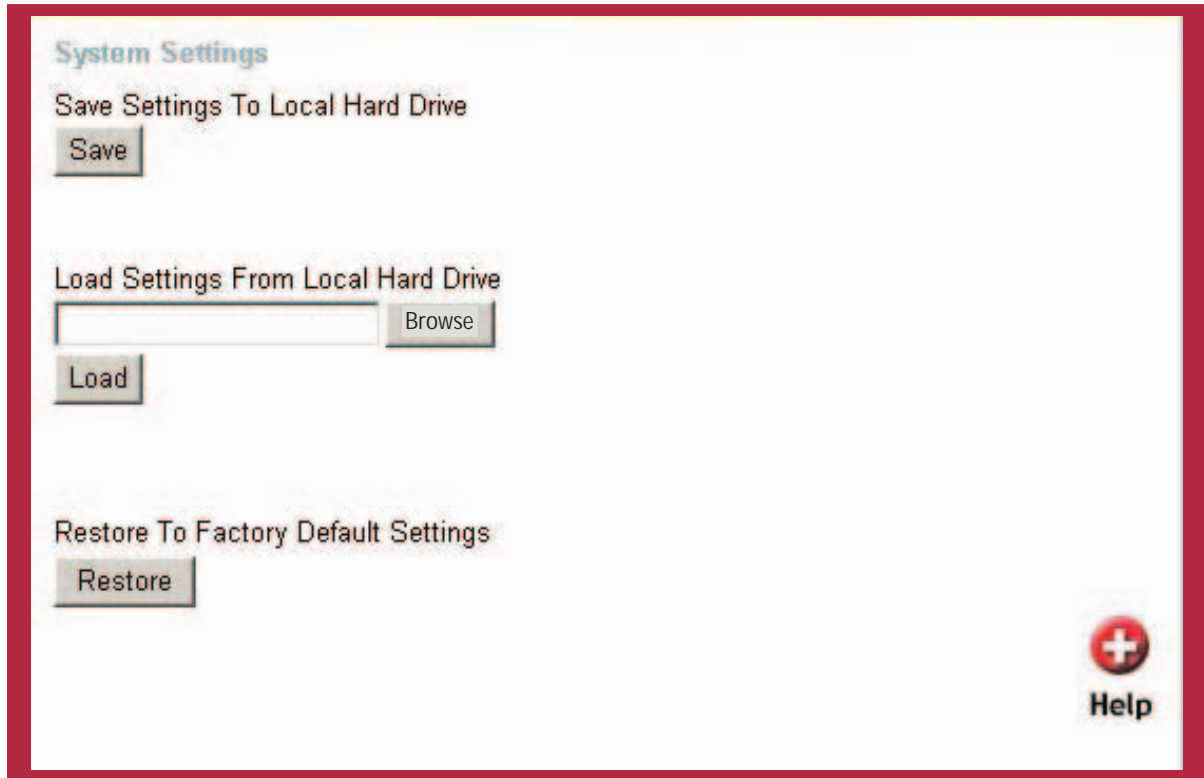 System Settings
Save Settings To Local Hard Drive
Save
Load Settings From Local Hard Drive
Browse
Load
Restore To Factory Default Settings
Restore
Help